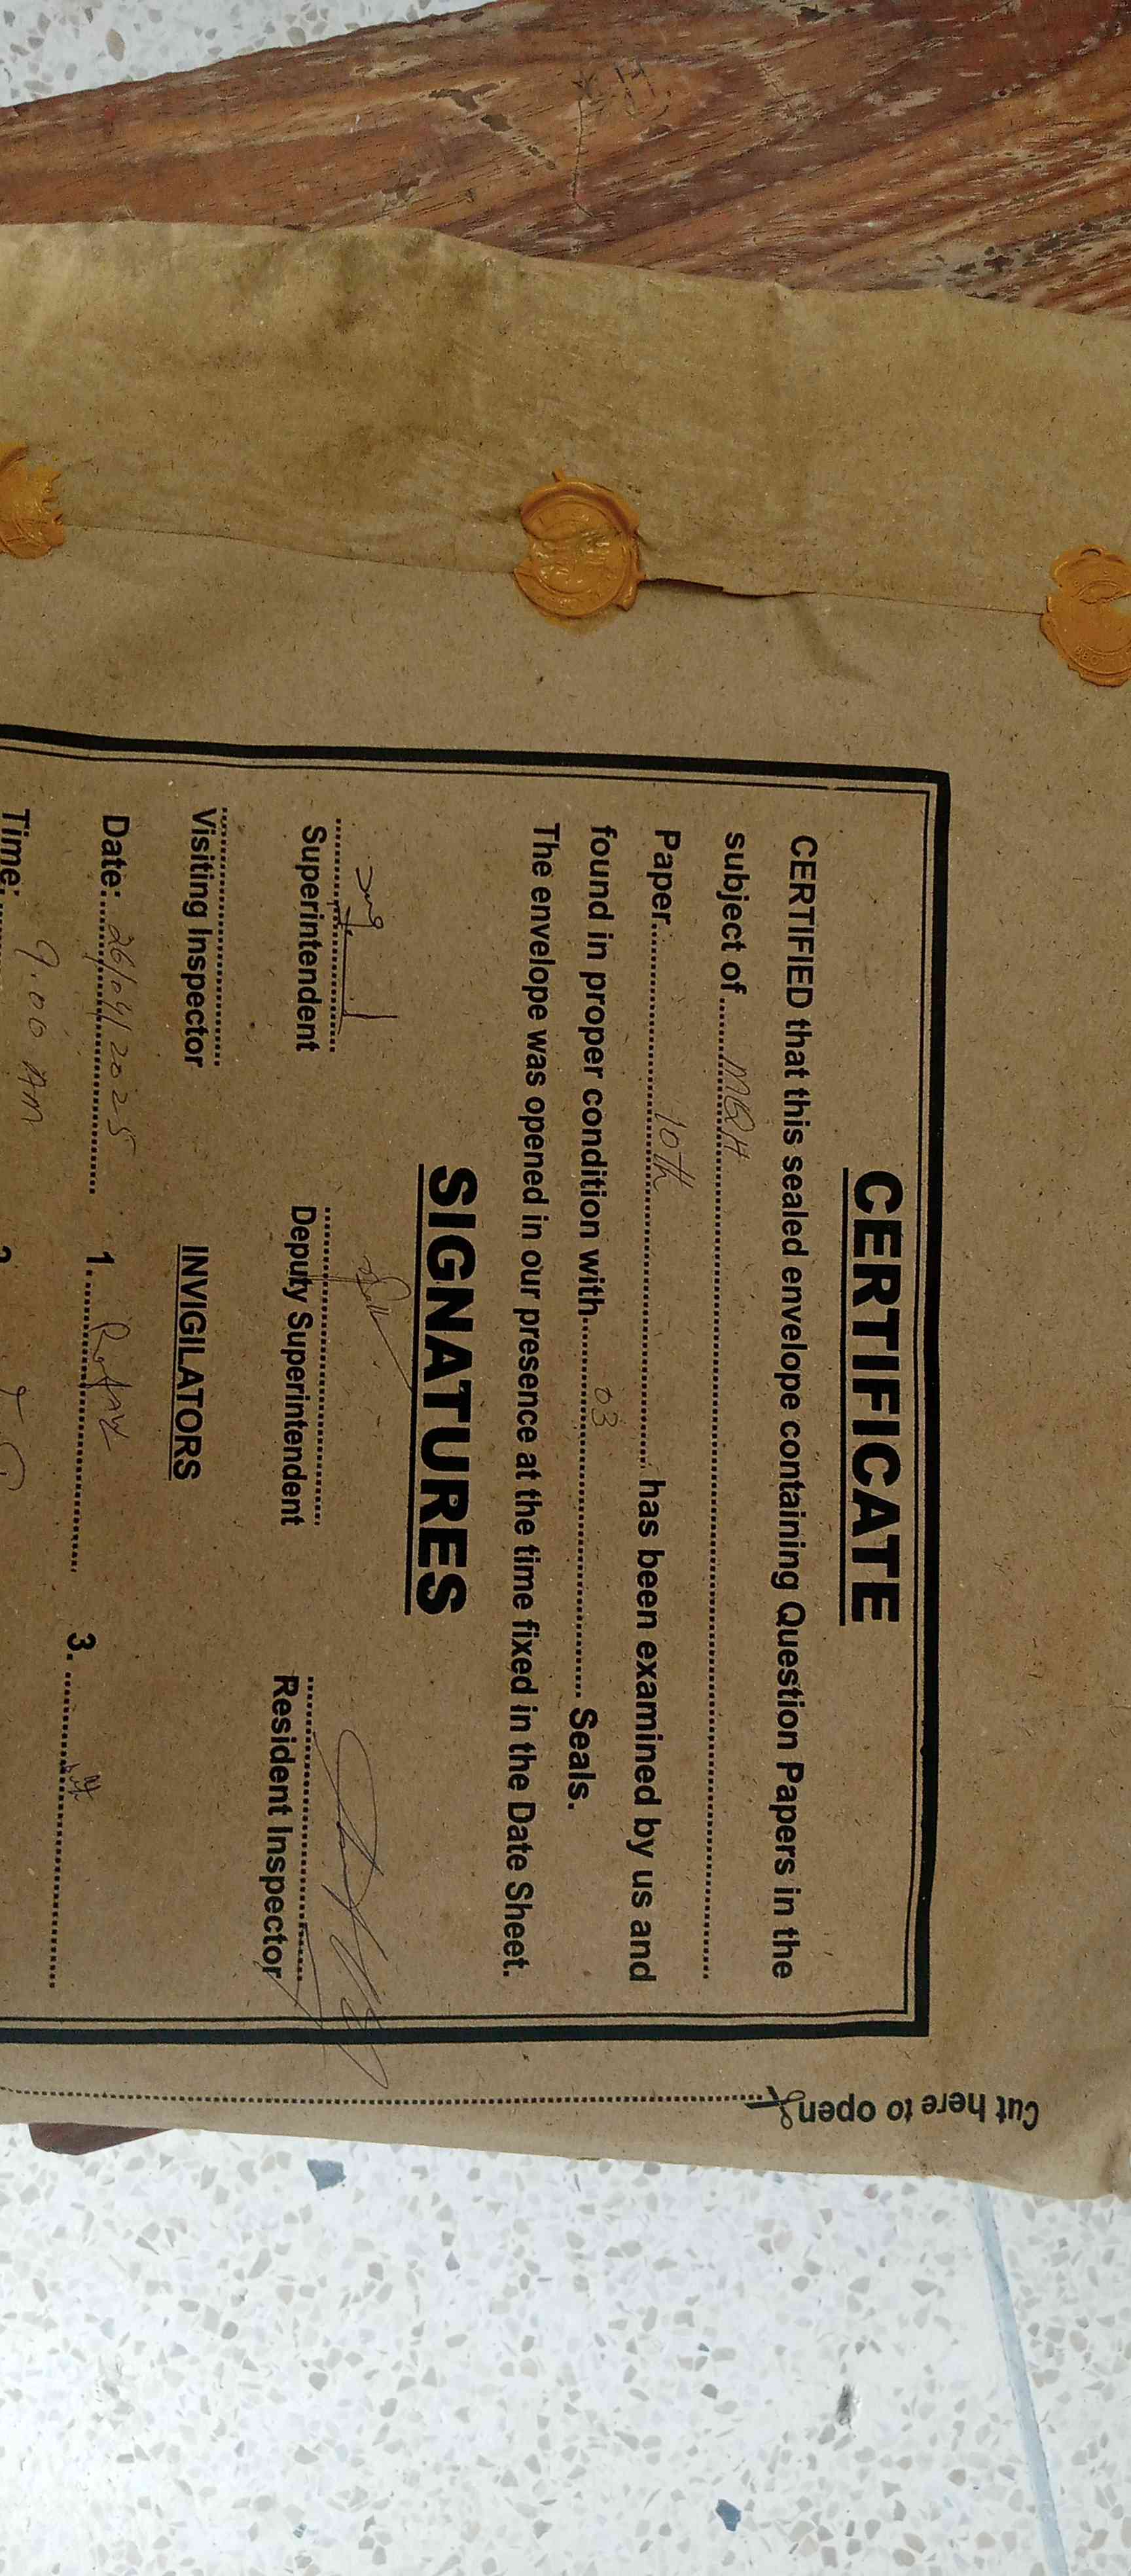 CERTIFICATE
CERTIFIED that this sealed envelope containing Question Papers in the
subject of ........MQH........
Paper........10th........ has been examined by us and
found in proper condition with........03........ Seals.
The envelope was opened in our presence at the time fixed in the Date Sheet.
SIGNATURES
Superintendent
Deputy Superintendent
Resident Inspector
Visiting Inspector
INVIGILATORS
Date:....26/04/2025....
1.
3.
Time:....9.00 AM
Cut here to open